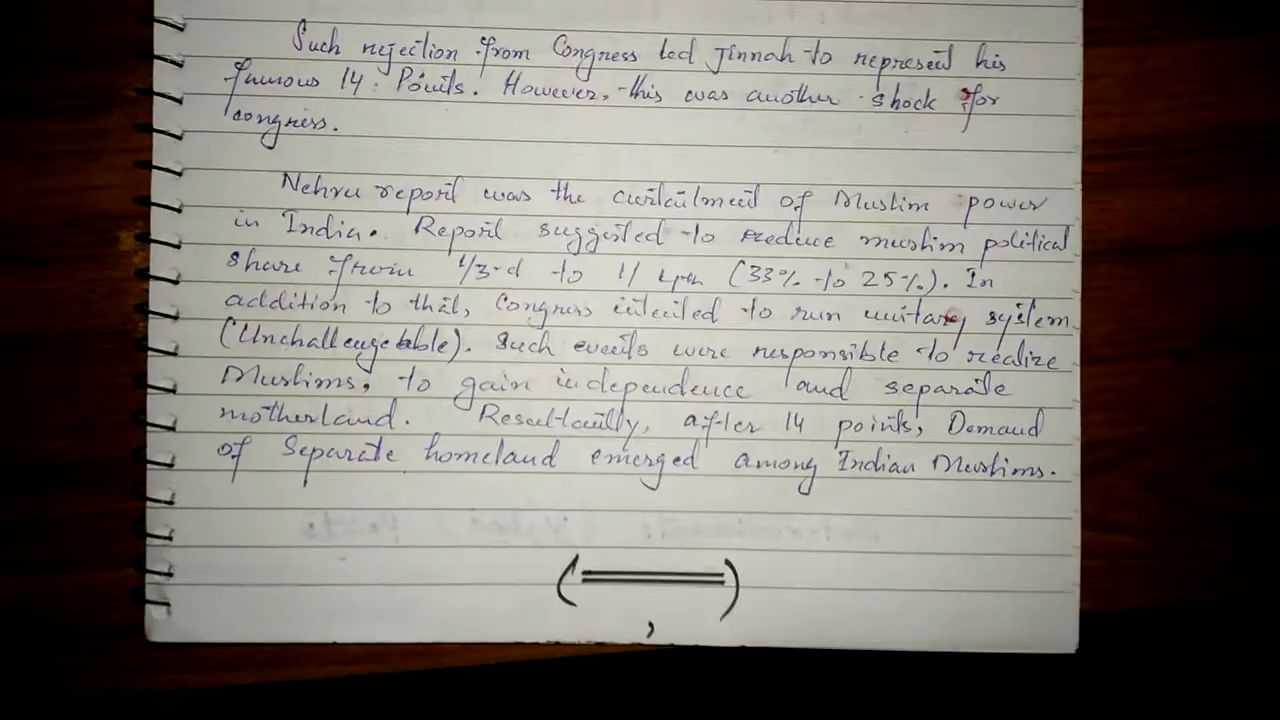 Such rejection from Congress led Jinnah to represent his
famous 14: Points. However, this was another shock for
congress.
Nehru report was the curtailment of Muslim power
in India. Report suggested to reduce muslim political
share from 1/3-d to 1/4th (33% to 25%). In
addition to that, Congress intented to run unitary system
(Unchallengeable). Such events were responsible to realize
Muslims, to gain independence and separate
motherland. Resultantly, after 14 points, Demand
of Separate homeland emerged among Indian Muslims.